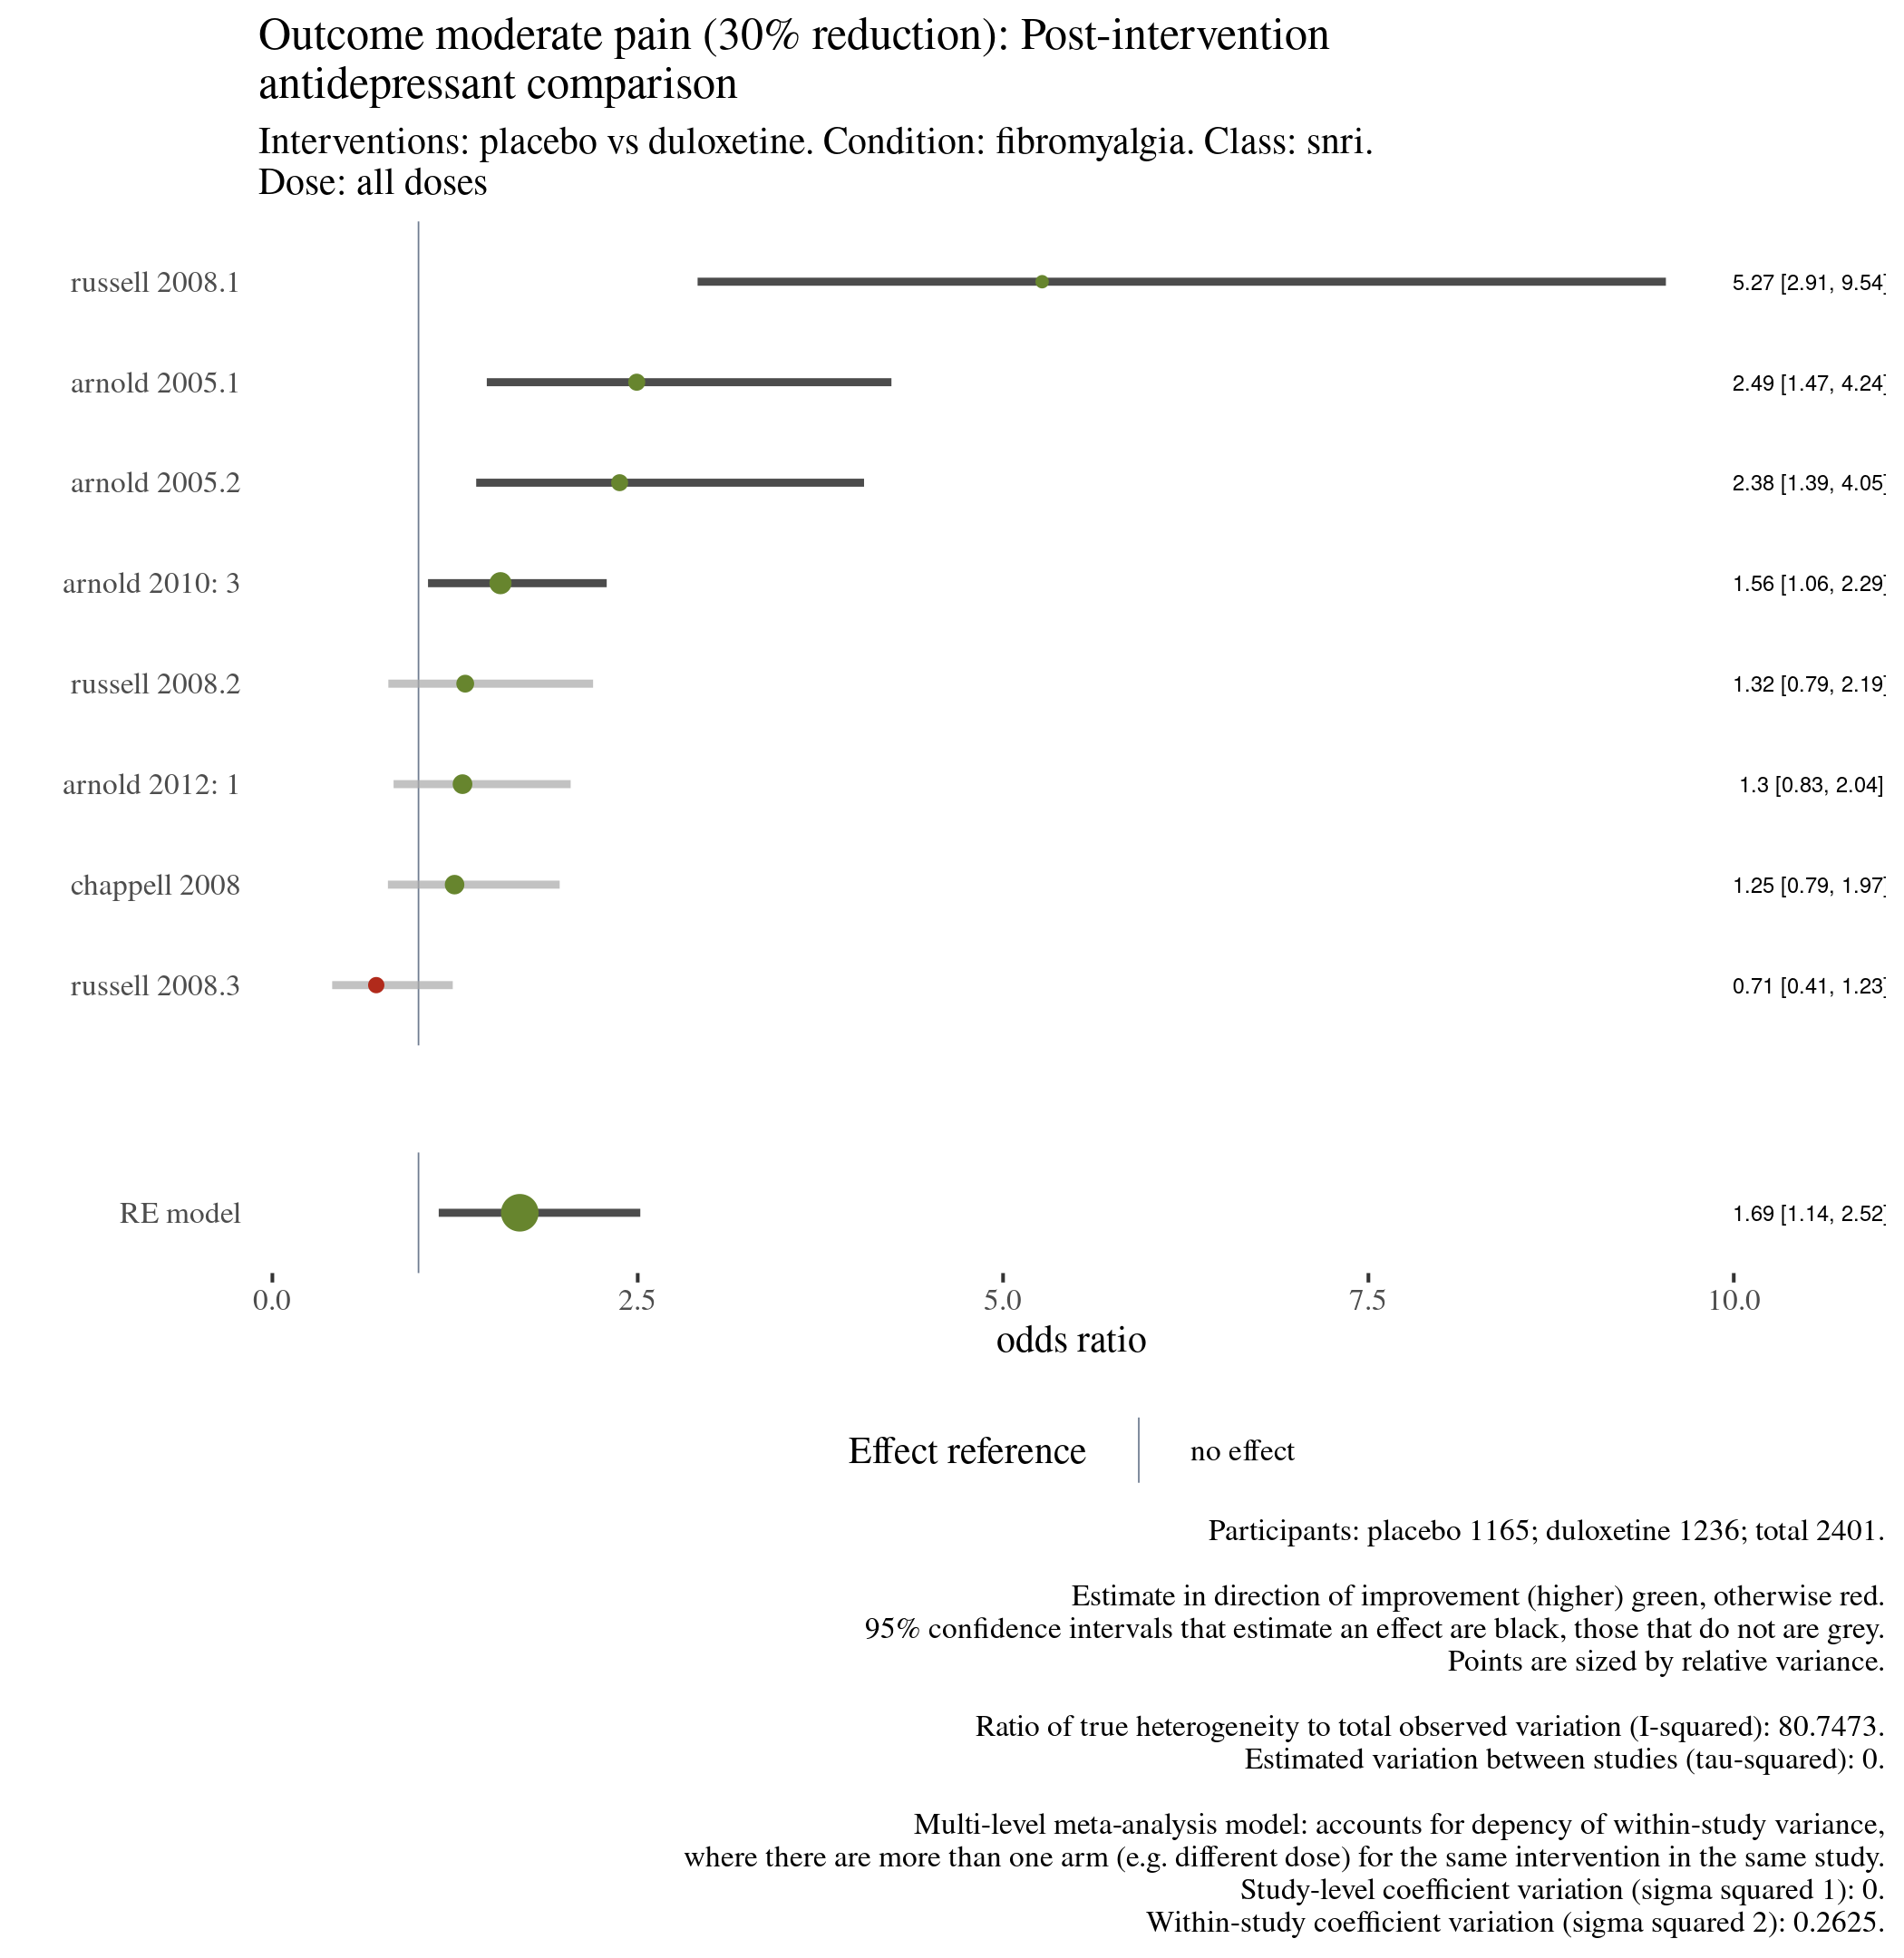 Outcome moderate pain (30% reduction): Post-intervention
antidepressant comparison
Interventions: placebo vs duloxetine. Condition: fibromyalgia. Class: snri.
Dose: all doses
russell 2008.1 5.27 [2.91, 9.54]
arnold 2005.1 2.49 [1.47, 4.24]
arnold 2005.2 2.38 [1.39, 4.05]
arnold 2010: 3 1.56 [1.06, 2.29]
russell 2008.2 1.32 [0.79, 2.19]
arnold 2012: 1 1.3 [0.83, 2.04]
chappell 2008 1.25 [0.79, 1.97]
russell 2008.3 0.71 [0.41, 1.23]
RE model 1.69 [1.14, 2.52]
0.0 2.5 5.0 7.5 10.0
odds ratio
Effect reference no effect
Participants: placebo 1165; duloxetine 1236; total 2401.
Estimate in direction of improvement (higher) green, otherwise red.
95% confidence intervals that estimate an effect are black, those that do not are grey.
Points are sized by relative variance.
Ratio of true heterogeneity to total observed variation (I-squared): 80.7473.
Estimated variation between studies (tau-squared): 0.
Multi-level meta-analysis model: accounts for depency of within-study variance,
where there are more than one arm (e.g. different dose) for the same intervention in the same study.
Study-level coefficient variation (sigma squared 1): 0.
Within-study coefficient variation (sigma squared 2): 0.2625.